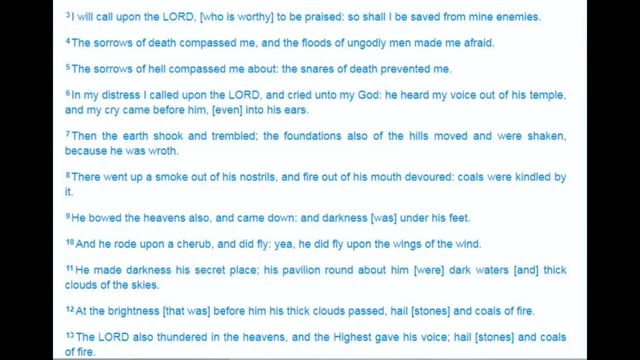 3 I will call upon the LORD, [who is worthy] to be praised: so shall I be saved from mine enemies.
4 The sorrows of death compassed me, and the floods of ungodly men made me afraid.
5 The sorrows of hell compassed me about: the snares of death prevented me.
6 In my distress I called upon the LORD, and cried unto my God: he heard my voice out of his temple,
and my cry came before him, [even] into his ears.
7 Then the earth shook and trembled; the foundations also of the hills moved and were shaken,
because he was wroth.
8 There went up a smoke out of his nostrils, and fire out of his mouth devoured: coals were kindled by
it.
9 He bowed the heavens also, and came down: and darkness [was] under his feet.
10 And he rode upon a cherub, and did fly: yea, he did fly upon the wings of the wind.
11 He made darkness his secret place; his pavilion round about him [were] dark waters [and] thick
clouds of the skies.
12 At the brightness [that was] before him his thick clouds passed, hail [stones] and coals of fire.
13 The LORD also thundered in the heavens, and the Highest gave his voice; hail [stones] and coals
of fire.